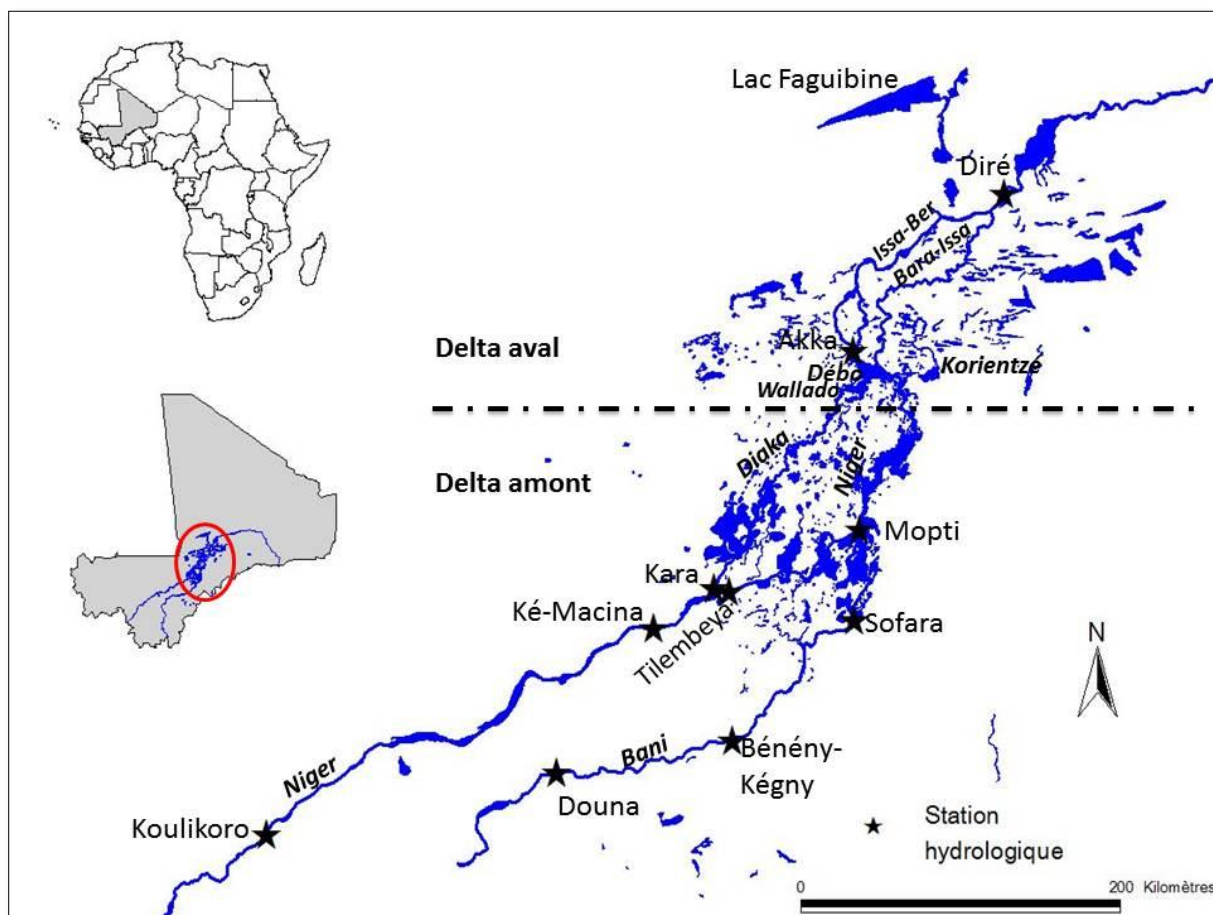 Lac Faguibine
Diré
Issa-Ber
Bara-Issa
Akka
Delta aval
Débo
Wallado
Korientzé
Diaka
Niger
Delta amont
Mopti
Kara
Ké-Macina
Tilembeya
Sofara
N
Niger
Bani
Bénény-
Kégny
Douna
Koulikoro
Station
hydrologique
0 200 Kilomètres